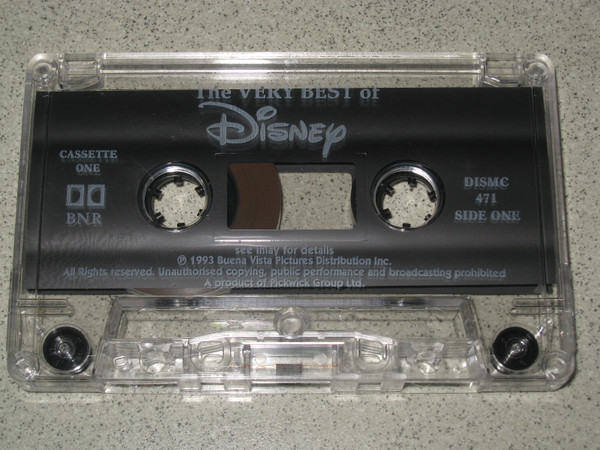 The VERY BEST of
Disney
CASSETTE
ONE
BNR
DISMC
471
SIDE ONE
see inlay for details
℗ 1993 Buena Vista Pictures Distribution Inc.
All Rights reserved. Unauthorised copying, public performance and broadcasting prohibited
A product of Pickwick Group Ltd.